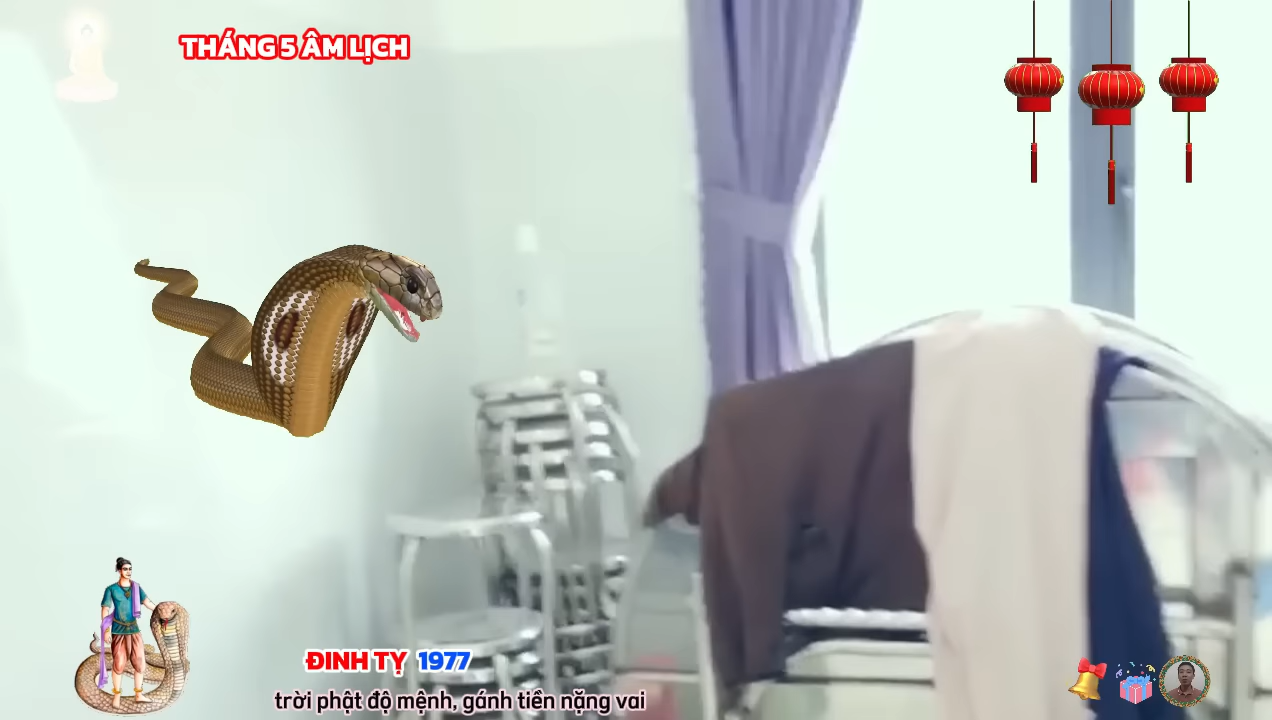 THÁNG 5 ÂM LỊCH
ĐINH TỴ 1977
trời phật độ mệnh, gánh tiền nặng vai